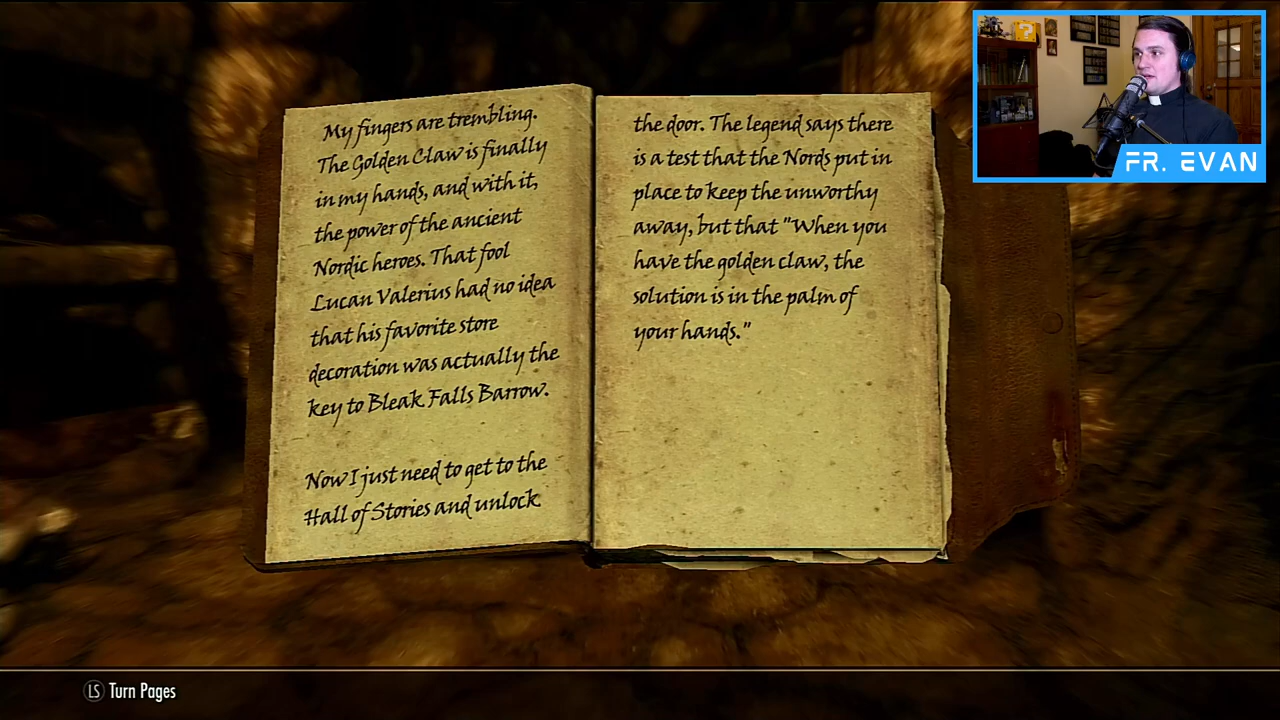 My fingers are trembling.
The Golden Claw is finally
in my hands, and with it,
the power of the ancient
Nordic heroes. That fool
Lucan Valerius had no idea
that his favorite store
decoration was actually the
key to Bleak Falls Barrow.
Now I just need to get to the
Hall of Stories and unlock
the door. The legend says there
is a test that the Nords put in
place to keep the unworthy
away, but that "When you
have the golden claw, the
solution is in the palm of
your hands."
FR. EVAN
LS Turn Pages